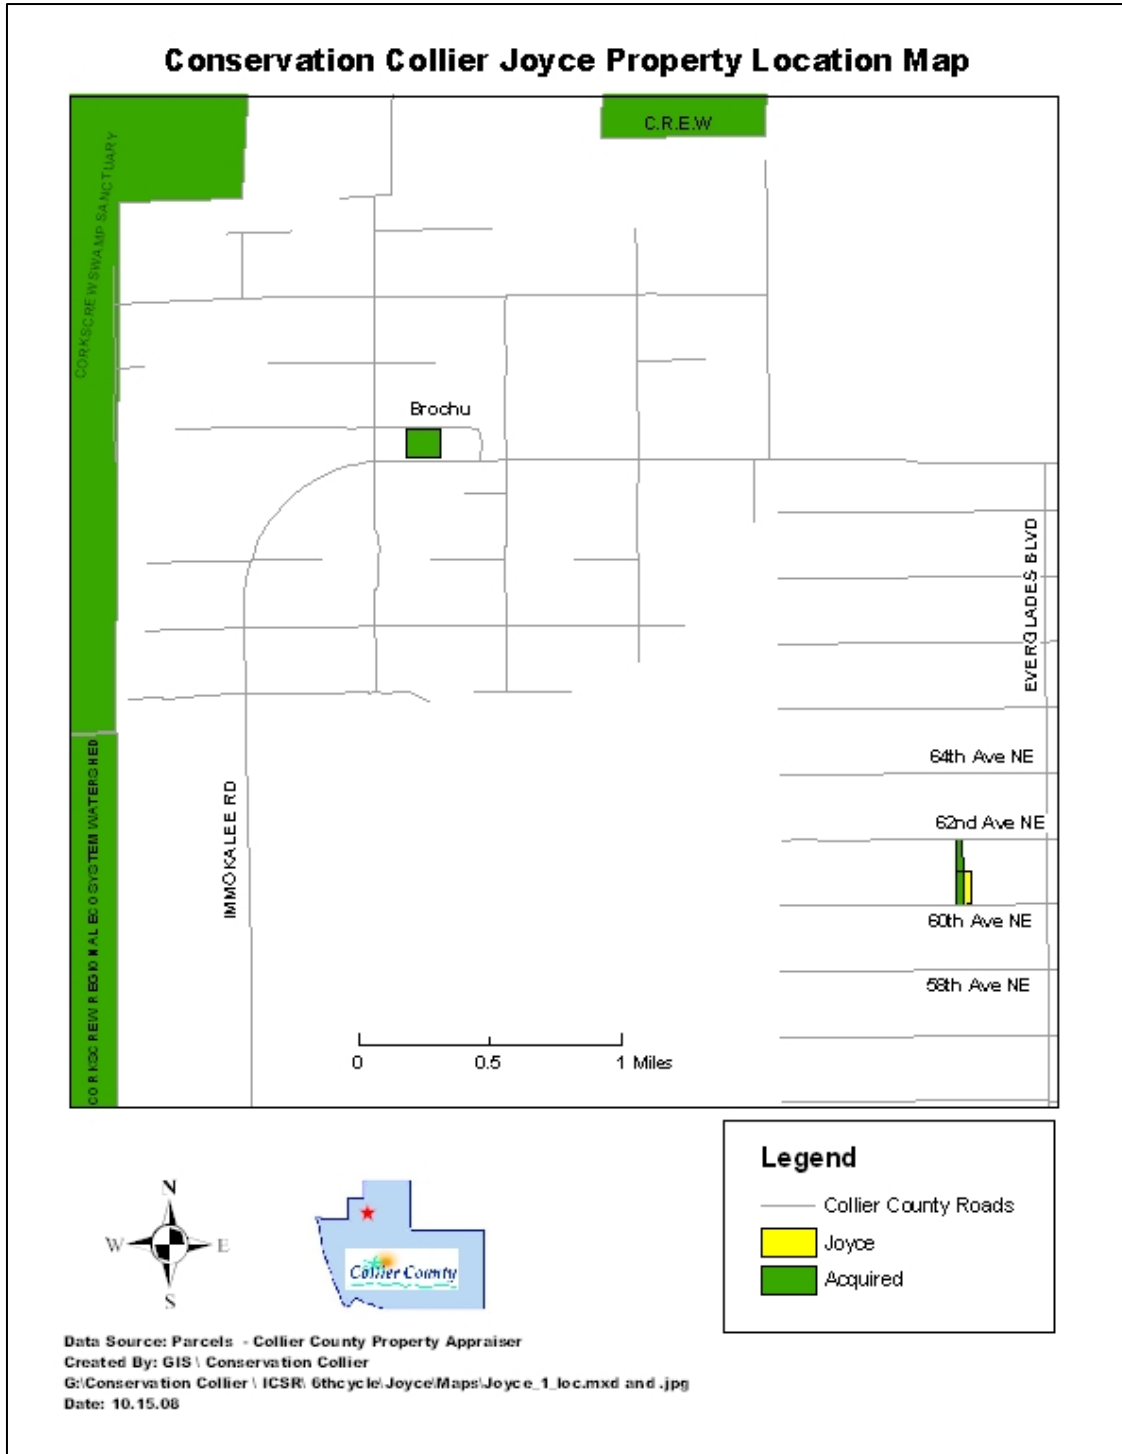 Conservation Collier Joyce Property Location Map
C.R.E.W
CORKSCREW SWAMP SANCTUARY
Brochu
EVERGLADES BLVD
64th Ave NE
62nd Ave NE
60th Ave NE
58th Ave NE
IMMOKALEE RD
CORKSCREW REGIONAL ECOSYSTEM WATERSHED
0 0.5 1 Miles
Legend
Collier County Roads
Joyce
Acquired
N
W E
S
Collier County
Data Source: Parcels - Collier County Property Appraiser
Created By: GIS \ Conservation Collier
G:\Conservation Collier \ ICSR\ 6thcycle\Joyce\Maps\Joyce_1_loc.mxd and .jpg
Date: 10.15.08